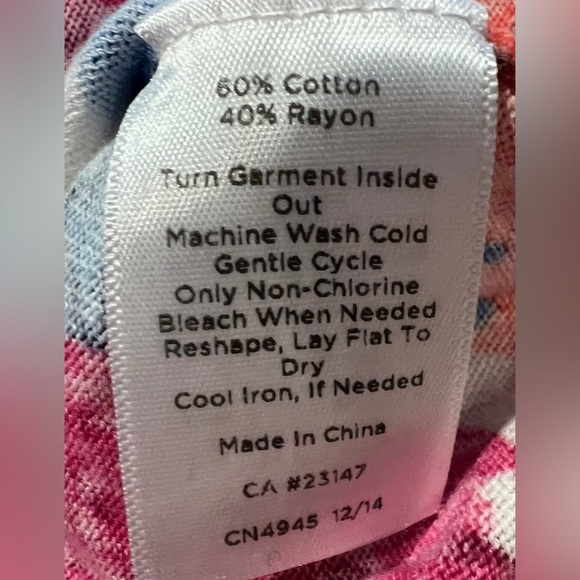 60% Cotton
40% Rayon
Turn Garment Inside
Out
Machine Wash Cold
Gentle Cycle
Only Non-Chlorine
Bleach When Needed
Reshape, Lay Flat To
Dry
Cool Iron, If Needed
Made In China
CA #23147
CN4945 12/14